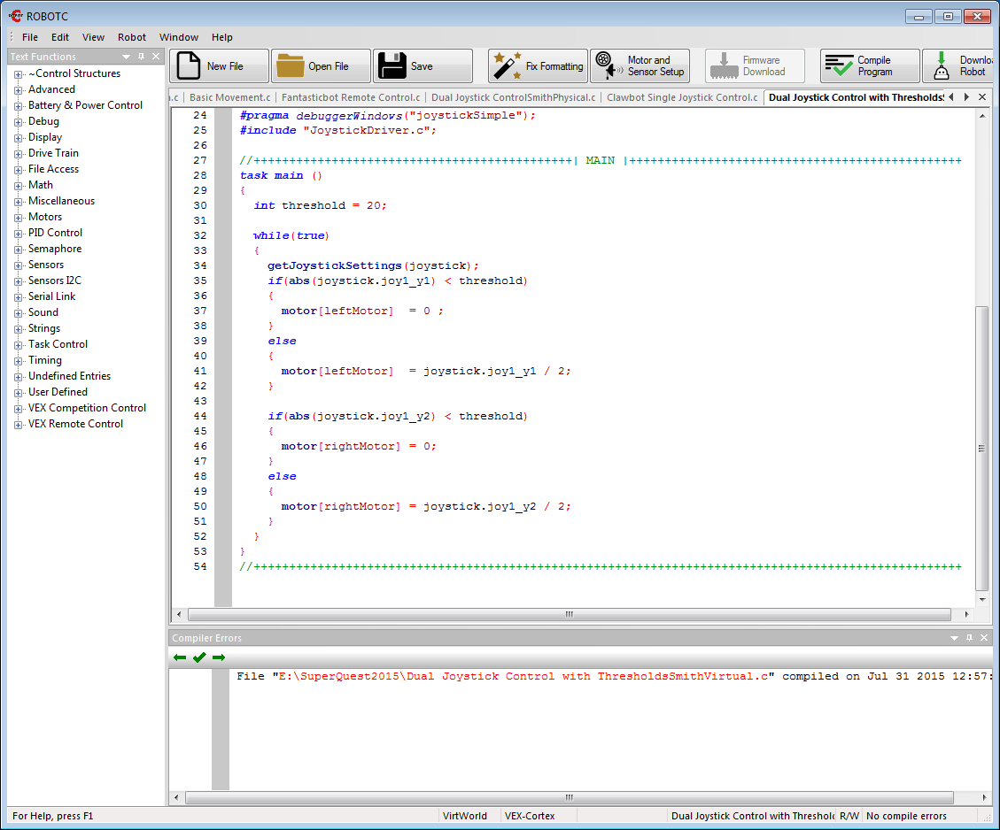 ROBOTC
File Edit View Robot Window Help
Text Functions
~Control Structures
Advanced
Battery & Power Control
Debug
Display
Drive Train
File Access
Math
Miscellaneous
Motors
PID Control
Semaphore
Sensors
Sensors I2C
Serial Link
Sound
Strings
Task Control
Timing
Undefined Entries
User Defined
VEX Competition Control
VEX Remote Control
New File Open File Save Fix Formatting Motor and Sensor Setup Firmware Download Compile Program Downlo Robot
.c Basic Movement.c Fantasticbot Remote Control.c Dual Joystick ControlSmithPhysical.c Clawbot Single Joystick Control.c Dual Joystick Control with Thresholds
24 #pragma debuggerWindows("joystickSimple");
25 #include "JoystickDriver.c";
26
27 //+++++++++++++++++++++++++++++++++++++++++++++| MAIN |+++++++++++++++++++++++++++++++++++++++++++++++
28 task main ()
29 {
30 int threshold = 20;
31
32 while(true)
33 {
34 getJoystickSettings(joystick);
35 if(abs(joystick.joy1_y1) < threshold)
36 {
37 motor[leftMotor]  = 0 ;
38 }
39 else
40 {
41 motor[leftMotor]  = joystick.joy1_y1 / 2;
42 }
43
44 if(abs(joystick.joy1_y2) < threshold)
45 {
46 motor[rightMotor] = 0;
47 }
48 else
49 {
50 motor[rightMotor] = joystick.joy1_y2 / 2;
51 }
52 }
53 }
54 //++++++++++++++++++++++++++++++++++++++++++++++++++++++++++++++++++++++++++++++++++++++++++++++++++++
Compiler Errors
File "E:\SuperQuest2015\Dual Joystick Control with ThresholdsSmithVirtual.c" compiled on Jul 31 2015 12:57:
For Help, press F1 VirtWorld VEX-Cortex Dual Joystick Control with Threshold R/W No compile errors